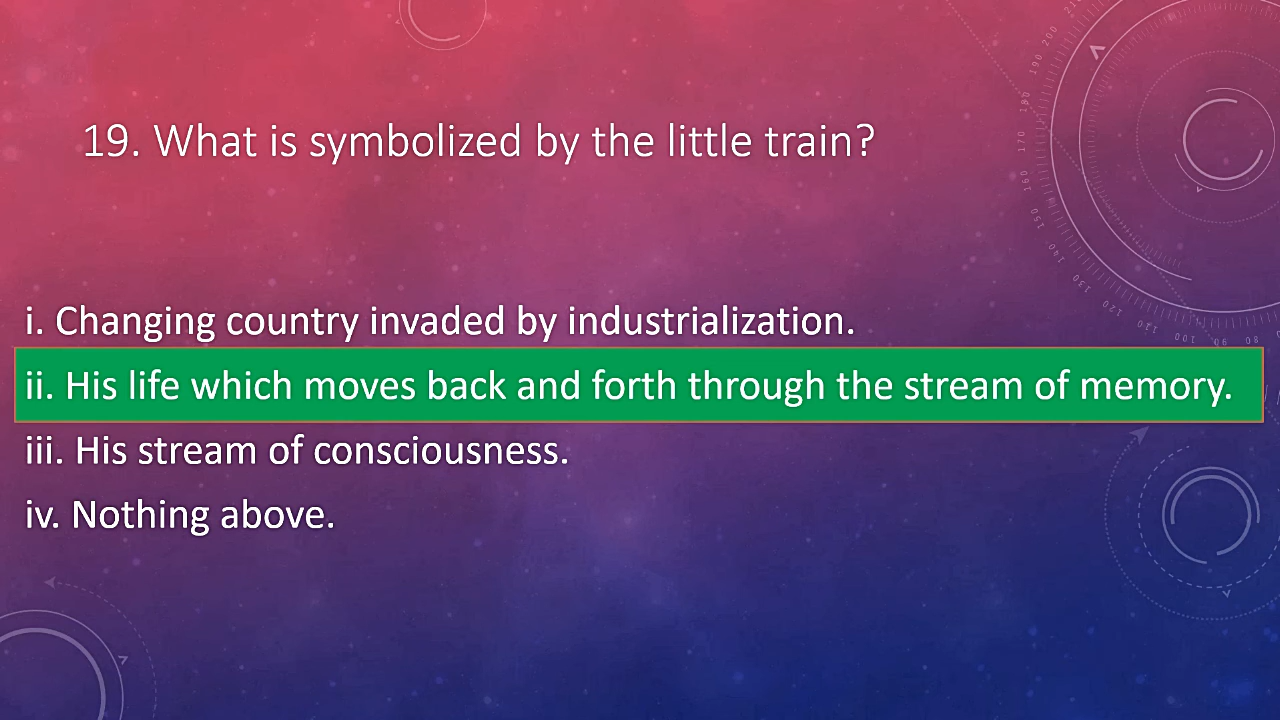 19. What is symbolized by the little train?
i. Changing country invaded by industrialization.
ii. His life which moves back and forth through the stream of memory.
iii. His stream of consciousness.
iv. Nothing above.